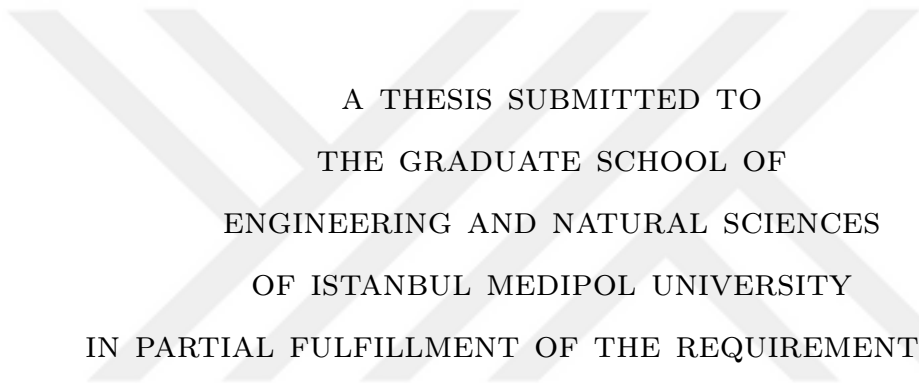 A THESIS SUBMITTED TO
THE GRADUATE SCHOOL OF
ENGINEERING AND NATURAL SCIENCES
OF ISTANBUL MEDIPOL UNIVERSITY
IN PARTIAL FULFILLMENT OF THE REQUIREMENT